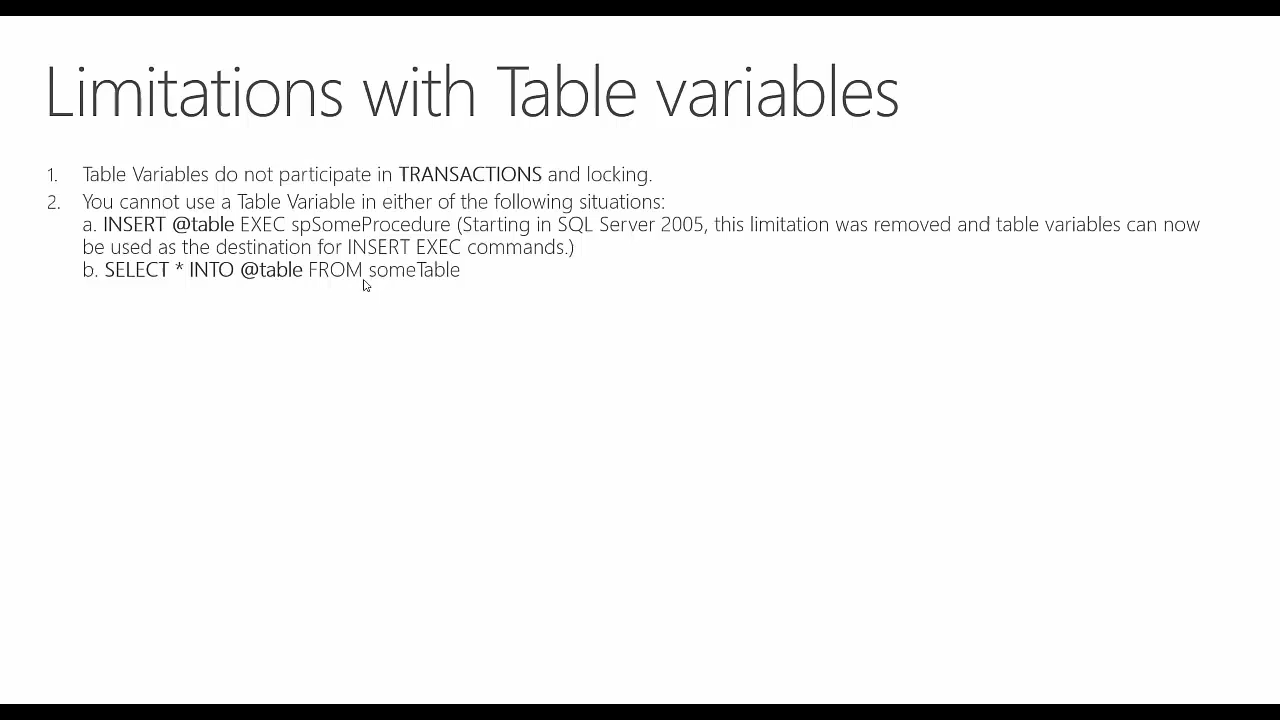 Limitations with Table variables
1. Table Variables do not participate in TRANSACTIONS and locking.
2. You cannot use a Table Variable in either of the following situations:
a. INSERT @table EXEC spSomeProcedure (Starting in SQL Server 2005, this limitation was removed and table variables can now
be used as the destination for INSERT EXEC commands.)
b. SELECT * INTO @table FROM someTable